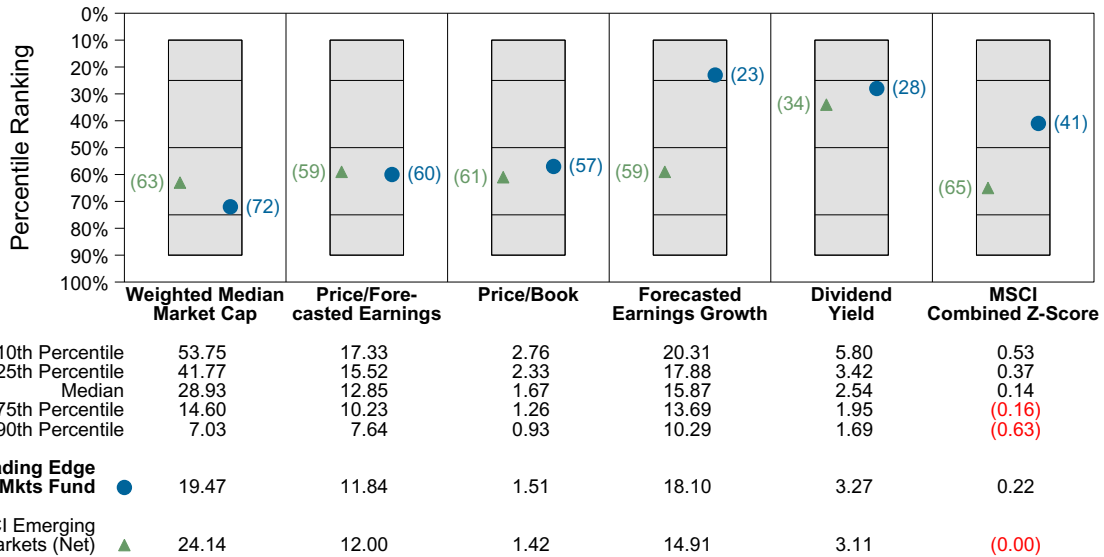 Percentile Ranking
0%
10%
20%
30%
40%
50%
60%
70%
80%
90%
100%
(63)
(72)
(59)
(60)
(61)
(57)
(59)
(23)
(34)
(28)
(65)
(41)
Weighted Median Market Cap
Price/Fore-casted Earnings
Price/Book
Forecasted Earnings Growth
Dividend Yield
MSCI Combined Z-Score
10th Percentile 53.75 17.33 2.76 20.31 5.80 0.53
25th Percentile 41.77 15.52 2.33 17.88 3.42 0.37
Median 28.93 12.85 1.67 15.87 2.54 0.14
75th Percentile 14.60 10.23 1.26 13.69 1.95 (0.16)
90th Percentile 7.03 7.64 0.93 10.29 1.69 (0.63)
Edge
Mkts Fund 19.47 11.84 1.51 18.10 3.27 0.22
Emerging
(Net) 24.14 12.00 1.42 14.91 3.11 (0.00)